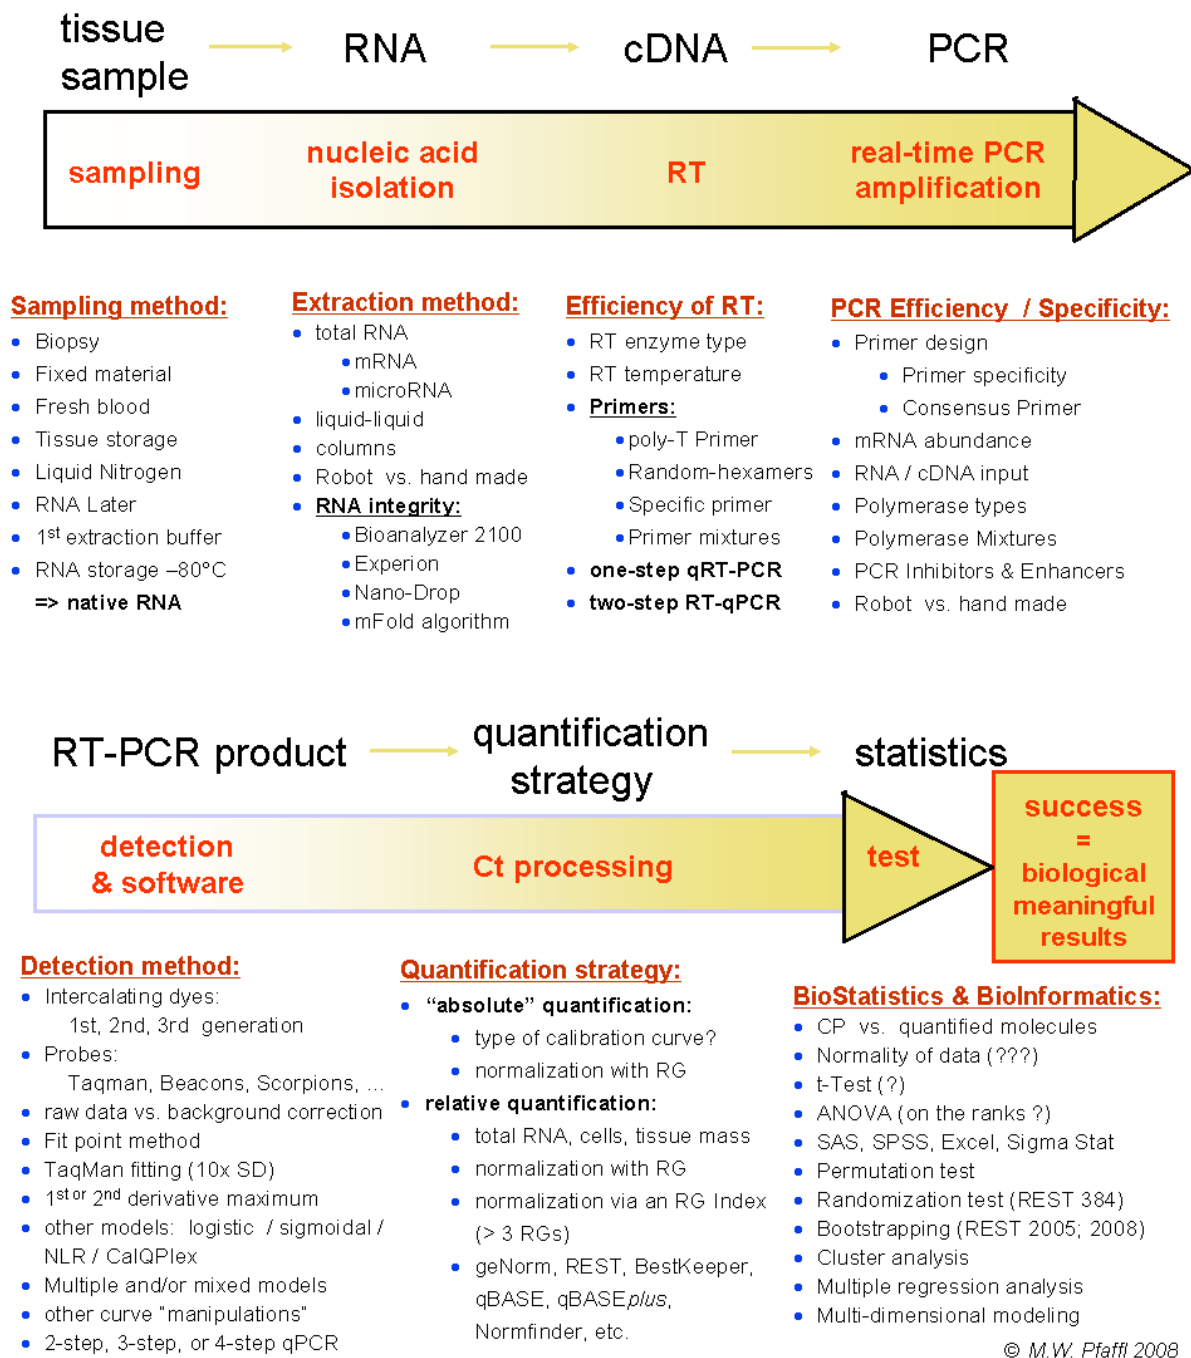 tissue
sample
RNA
cDNA
PCR
sampling
nucleic acid
isolation
RT
real-time PCR
amplification
Sampling method:
• Biopsy
• Fixed material
• Fresh blood
• Tissue storage
• Liquid Nitrogen
• RNA Later
• 1st extraction buffer
• RNA storage –80°C
=> native RNA
Extraction method:
• total RNA
• mRNA
• microRNA
• liquid-liquid
• columns
• Robot vs. hand made
• RNA integrity:
• Bioanalyzer 2100
• Experion
• Nano-Drop
• mFold algorithm
Efficiency of RT:
• RT enzyme type
• RT temperature
• Primers:
• poly-T Primer
• Random-hexamers
• Specific primer
• Primer mixtures
• one-step qRT-PCR
• two-step RT-qPCR
PCR Efficiency / Specificity:
• Primer design
• Primer specificity
• Consensus Primer
• mRNA abundance
• RNA / cDNA input
• Polymerase types
• Polymerase Mixtures
• PCR Inhibitors & Enhancers
• Robot vs. hand made
RT-PCR product
quantification
strategy
statistics
detection
& software
Ct processing
test
success
=
biological
meaningful
results
Detection method:
• Intercalating dyes:
1st, 2nd, 3rd generation
• Probes:
Taqman, Beacons, Scorpions, ...
• raw data vs. background correction
• Fit point method
• TaqMan fitting (10x SD)
• 1st or 2nd derivative maximum
• other models: logistic / sigmoidal /
NLR / CalQPlex
• Multiple and/or mixed models
• other curve "manipulations"
• 2-step, 3-step, or 4-step qPCR
Quantification strategy:
• “absolute” quantification:
• type of calibration curve?
• normalization with RG
• relative quantification:
• total RNA, cells, tissue mass
• normalization with RG
• normalization via an RG Index
(> 3 RGs)
• geNorm, REST, BestKeeper,
qBASE, qBASEplus,
Normfinder, etc.
BioStatistics & BioInformatics:
• CP vs. quantified molecules
• Normality of data (???)
• t-Test (?)
• ANOVA (on the ranks ?)
• SAS, SPSS, Excel, Sigma Stat
• Permutation test
• Randomization test (REST 384)
• Bootstrapping (REST 2005; 2008)
• Cluster analysis
• Multiple regression analysis
• Multi-dimensional modeling
© M.W. Pfaffl 2008